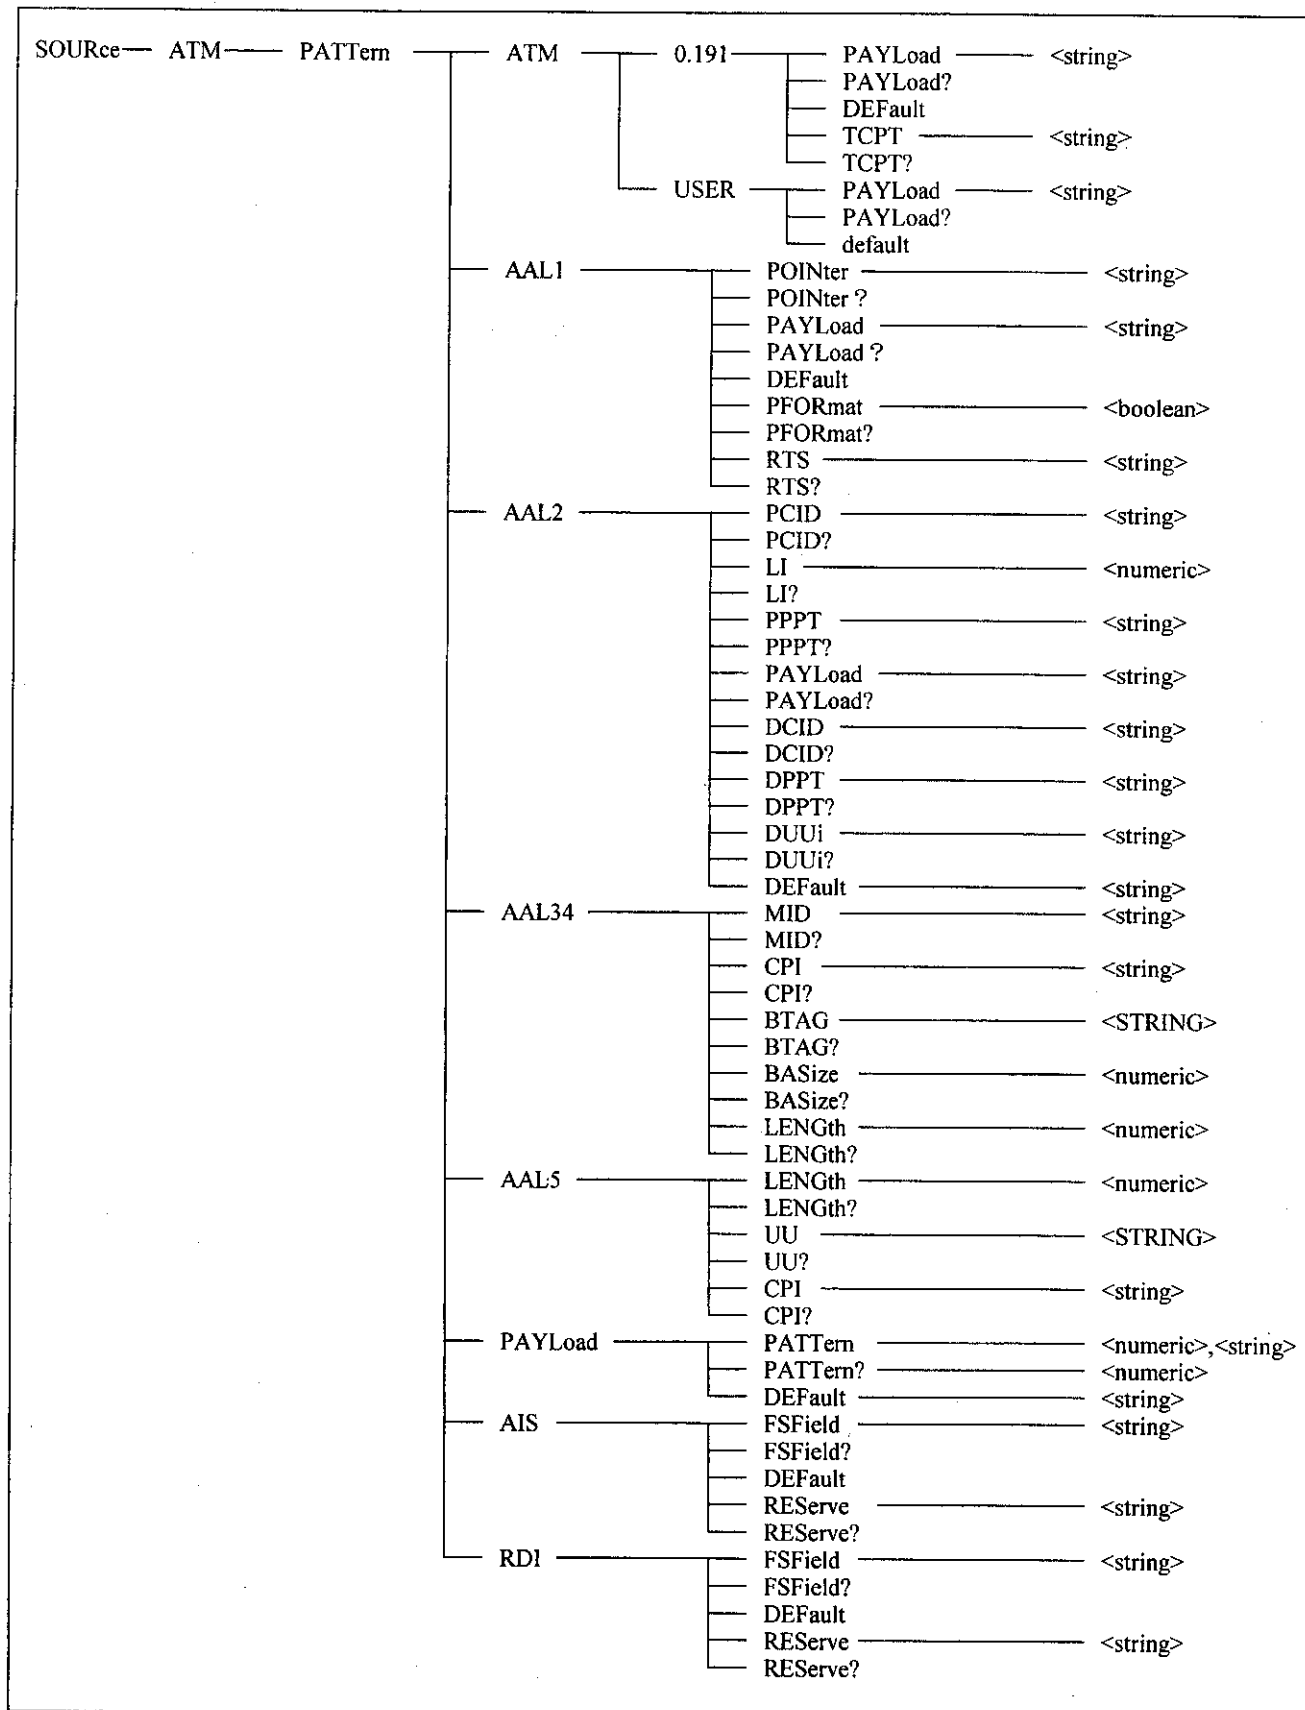 SOURce ATM PATTern ATM 0.191 PAYLoad <string>
PAYLoad?
DEFault
TCPT <string>
TCPT?
USER PAYLoad <string>
PAYLoad?
default
AAL1 POINter <string>
POINter ?
PAYLoad <string>
PAYLoad ?
DEFault
PFORmat <boolean>
PFORmat?
RTS <string>
RTS?
AAL2 PCID <string>
PCID?
LI <numeric>
LI?
PPPT <string>
PPPT?
PAYLoad <string>
PAYLoad?
DCID <string>
DCID?
DPPT <string>
DPPT?
DUUi <string>
DUUi?
DEFault <string>
AAL34 MID <string>
MID?
CPI <string>
CPI?
BTAG <STRING>
BTAG?
BASize <numeric>
BASize?
LENGth <numeric>
LENGth?
AAL5 LENGth <numeric>
LENGth?
UU <STRING>
UU?
CPI <string>
CPI?
PAYLoad PATTern <numeric>,<string>
PATTern? <numeric>
DEFault <string>
AIS FSField <string>
FSField?
DEFault
REServe <string>
REServe?
RDI FSField <string>
FSField?
DEFault
REServe <string>
REServe?